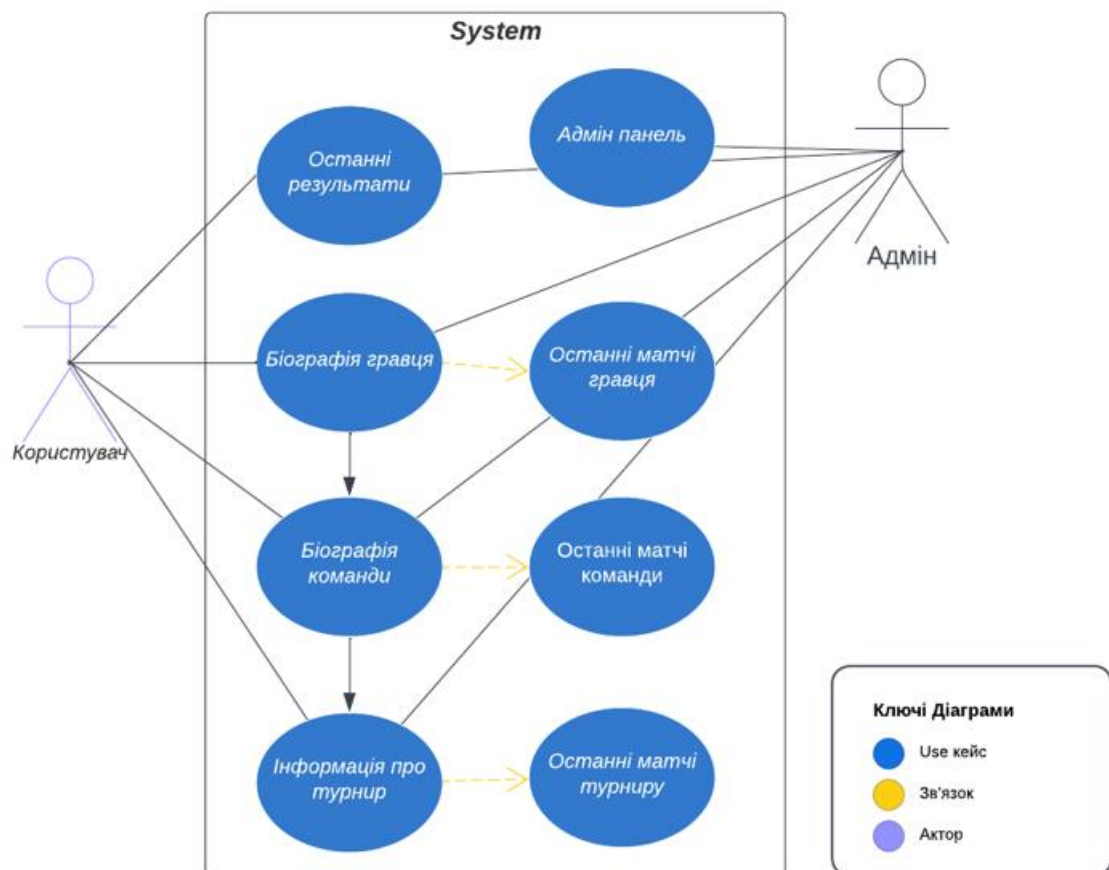 System
Останні
результати
Адмін панель
Адмін
Біографія гравця
Останні матчі
гравця
Користувач
Біографія
команди
Останні матчі
команди
Інформація про
турнир
Останні матчі
турниру
Ключі Діаграми
Use кейс
Зв'язок
Актор